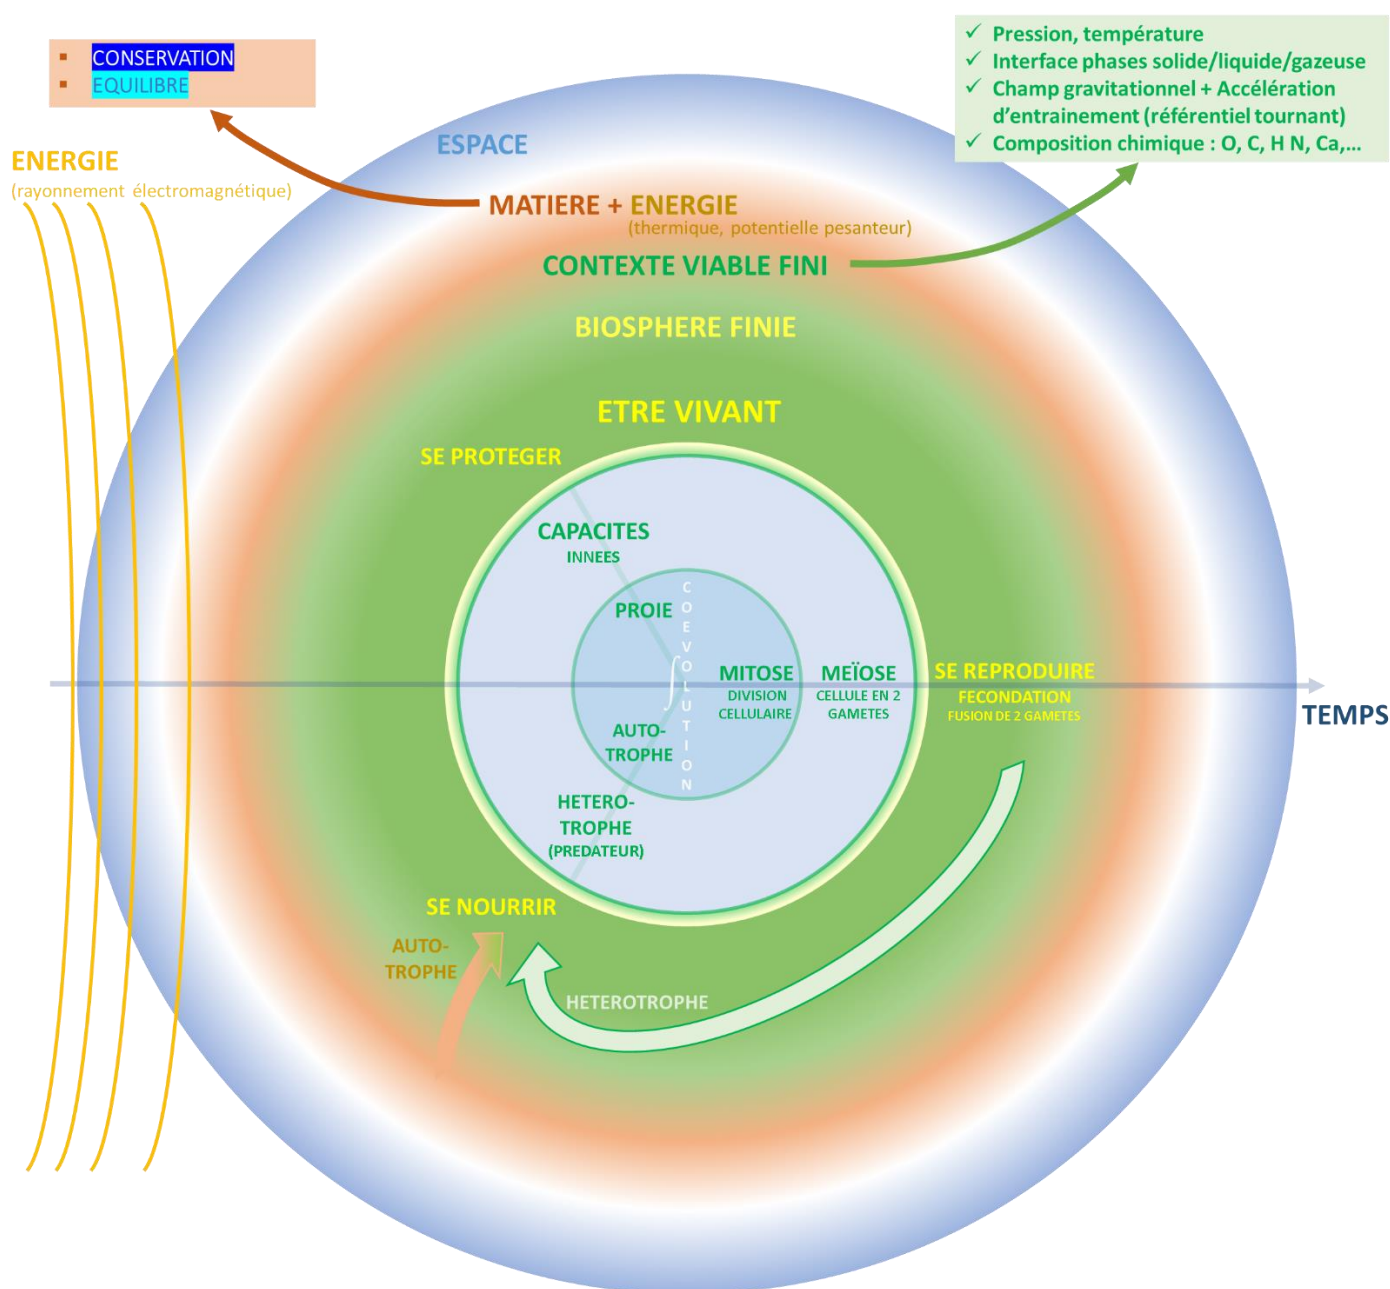 CONSERVATION
EQUILIBRE
✓ Pression, température
✓ Interface phases solide/liquide/gazeuse
✓ Champ gravitationnel + Accélération
d'entrainement (référentiel tournant)
✓ Composition chimique : O, C, H N, Ca,...
ENERGIE
(rayonnement électromagnétique)
ESPACE
MATIERE + ENERGIE
(thermique, potentielle pesanteur)
CONTEXTE VIABLE FINI
BIOSPHERE FINIE
ETRE VIVANT
SE PROTEGER
CAPACITES
INNEES
PROIE
COEVOLUTION
∫
MITOSE
DIVISION
CELLULAIRE
MEÏOSE
CELLULE EN 2
GAMETES
SE REPRODUIRE
FECONDATION
FUSION DE 2 GAMETES
TEMPS
AUTO-
TROPHE
HETERO-
TROPHE
(PREDATEUR)
SE NOURRIR
AUTO-
TROPHE
HETEROTROPHE